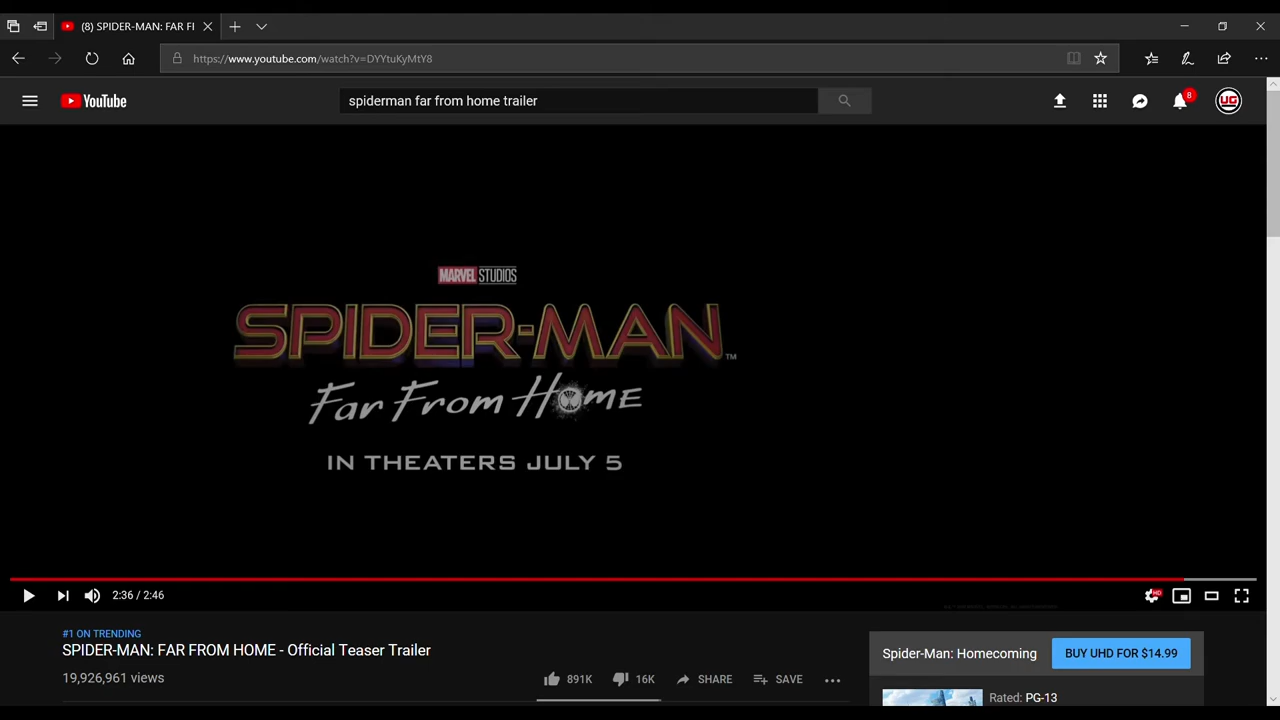 (8) SPIDER-MAN: FAR FI
https://www.youtube.com/watch?v=DYYtuKyMtY8
YouTube
spiderman far from home trailer
8
UG
MARVEL STUDIOS
SPIDER-MAN™
Far From Home
IN THEATERS JULY 5
2:36 / 2:46
HD
#1 ON TRENDING
SPIDER-MAN: FAR FROM HOME - Official Teaser Trailer
19,926,961 views
891K
16K
SHARE
SAVE
Spider-Man: Homecoming
BUY UHD FOR $14.99
Rated: PG-13